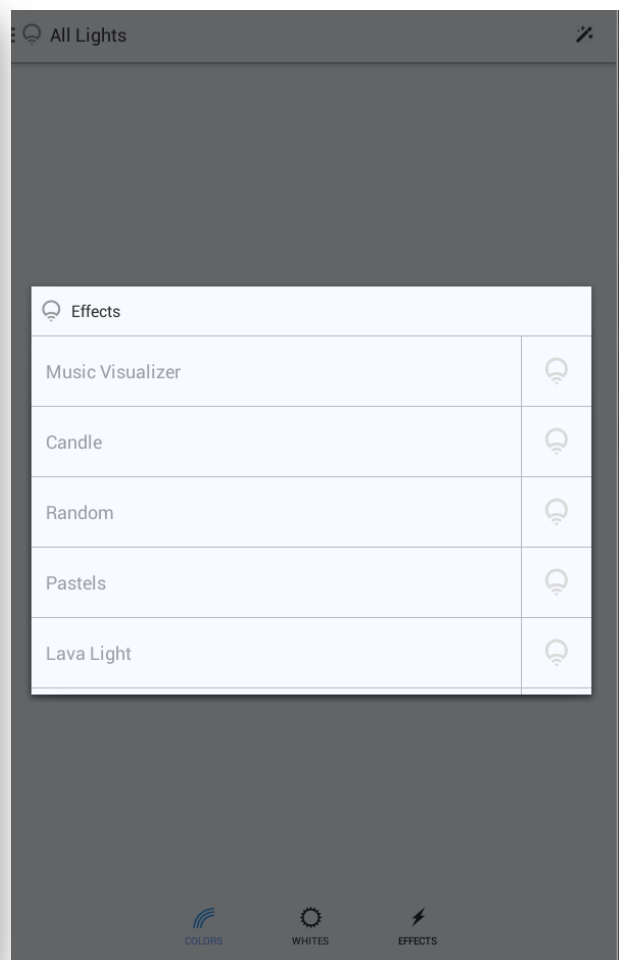 All Lights
Effects
Music Visualizer
Candle
Random
Pastels
Lava Light
COLORS
WHITES
EFFECTS